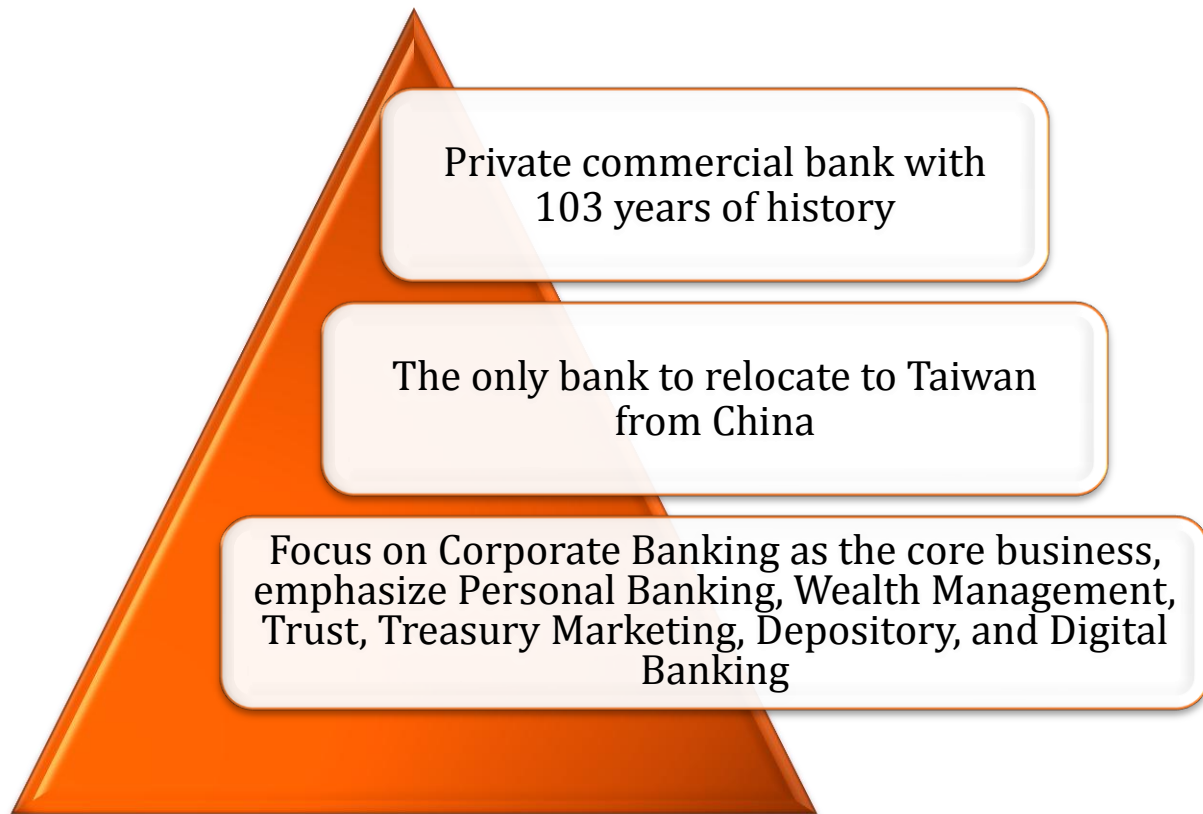 Private commercial bank with
103 years of history
The only bank to relocate to Taiwan
from China
Focus on Corporate Banking as the core business,
emphasize Personal Banking, Wealth Management,
Trust, Treasury Marketing, Depository, and Digital
Banking